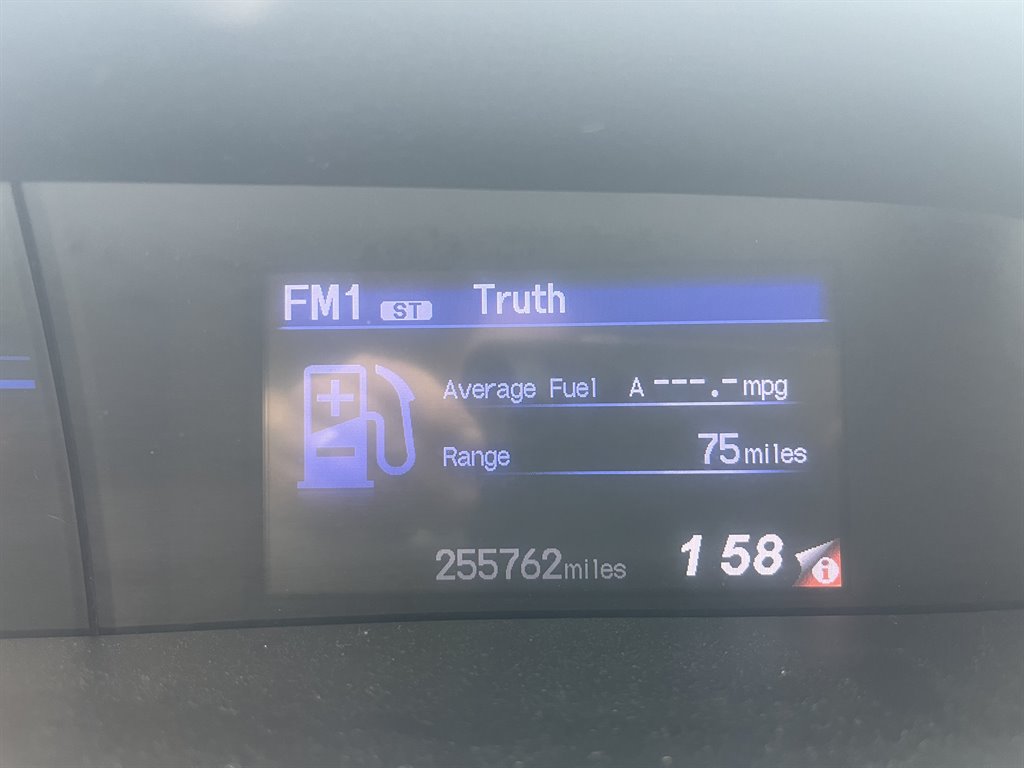 FM1 ST Truth
Average Fuel A ---.- mpg
Range 75 miles
255762 miles 1 58 i